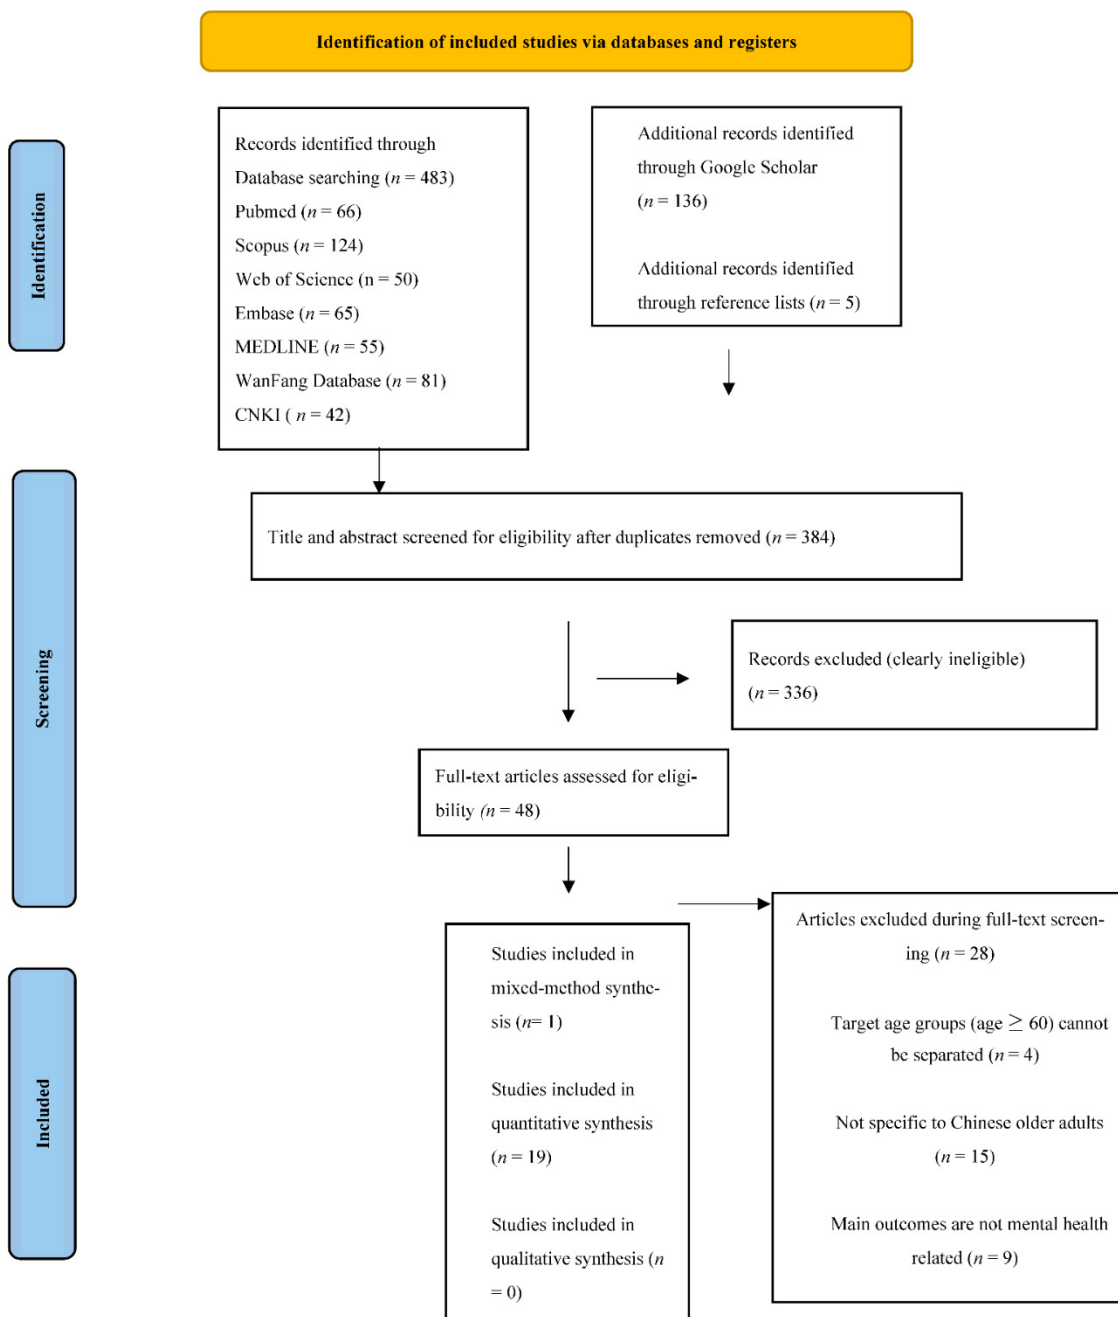 Identification of included studies via databases and registers
Identification
Records identified through
Database searching (n = 483)
Pubmed (n = 66)
Scopus (n = 124)
Web of Science (n = 50)
Embase (n = 65)
MEDLINE (n = 55)
WanFang Database (n = 81)
CNKI ( n = 42)
Additional records identified
through Google Scholar
(n = 136)
Additional records identified
through reference lists (n = 5)
Screening
Title and abstract screened for eligibility after duplicates removed (n = 384)
Records excluded (clearly ineligible)
(n = 336)
Full-text articles assessed for eligi-
bility (n = 48)
Included
Studies included in
mixed-method synthe-
sis (n= 1)
Studies included in
quantitative synthesis
(n = 19)
Studies included in
qualitative synthesis (n
= 0)
Articles excluded during full-text screen-
ing (n = 28)
Target age groups (age ≥ 60) cannot
be separated (n = 4)
Not specific to Chinese older adults
(n = 15)
Main outcomes are not mental health
related (n = 9)